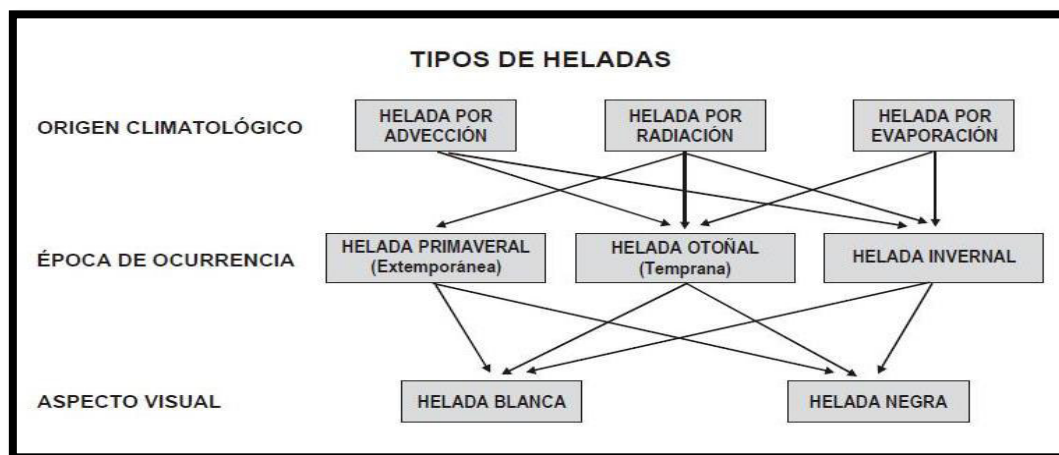 TIPOS DE HELADAS
ORIGEN CLIMATOLÓGICO
HELADA POR
ADVECCIÓN
HELADA POR
RADIACIÓN
HELADA POR
EVAPORACIÓN
ÉPOCA DE OCURRENCIA
HELADA PRIMAVERAL
(Extemporánea)
HELADA OTOÑAL
(Temprana)
HELADA INVERNAL
ASPECTO VISUAL
HELADA BLANCA
HELADA NEGRA